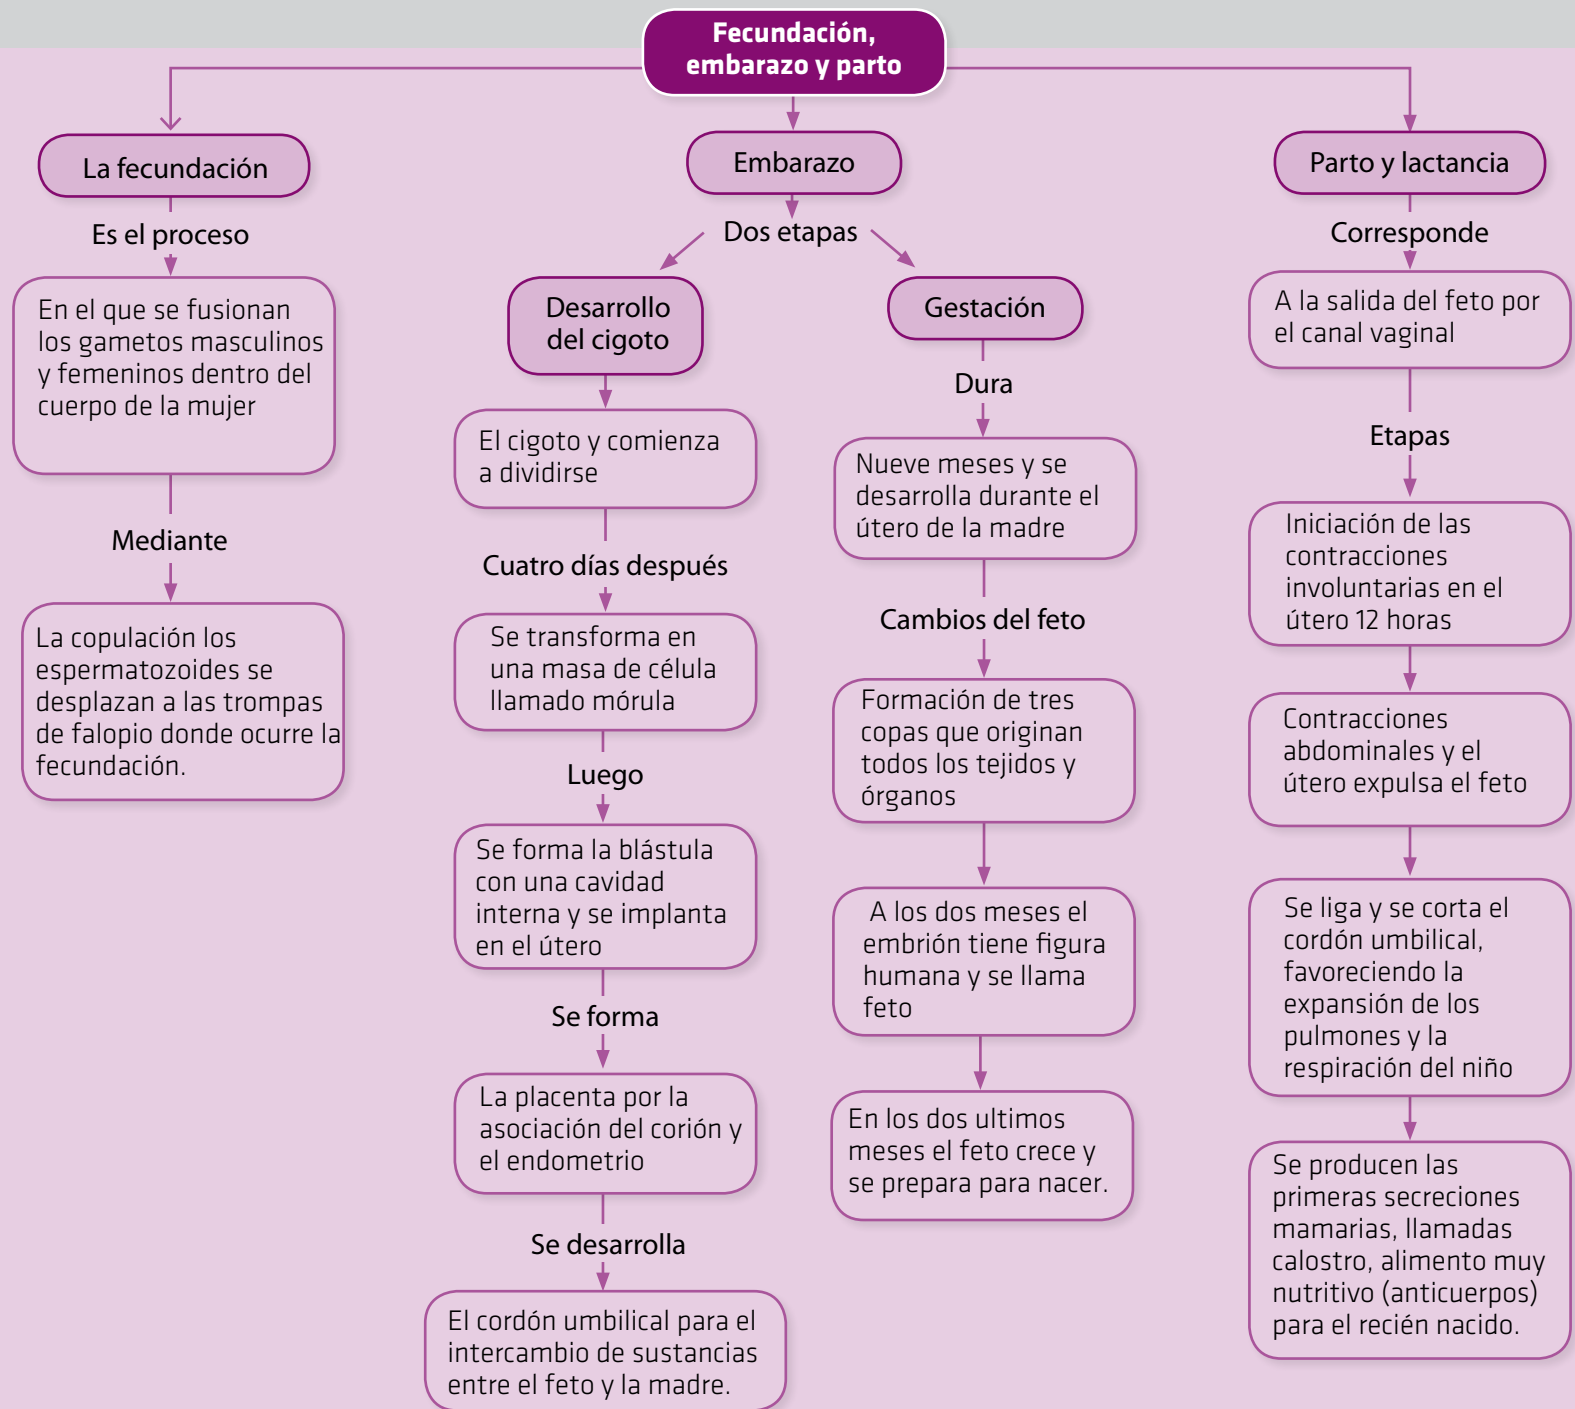 Fecundación,
embarazo y parto
La fecundación
Es el proceso
En el que se fusionan
los gametos masculinos
y femeninos dentro del
cuerpo de la mujer
Mediante
La copulación los
espermatozoides se
desplazan a las trompas
de falopio donde ocurre la
fecundación.
Embarazo
Dos etapas
Desarrollo
del cigoto
El cigoto y comienza
a dividirse
Cuatro días después
Se transforma en
una masa de célula
llamado mórula
Luego
Se forma la blástula
con una cavidad
interna y se implanta
en el útero
Se forma
La placenta por la
asociación del corión y
el endometrio
Se desarrolla
El cordón umbilical para el
intercambio de sustancias
entre el feto y la madre.
Gestación
Dura
Nueve meses y se
desarrolla durante el
útero de la madre
Cambios del feto
Formación de tres
copas que originan
todos los tejidos y
órganos
A los dos meses el
embrión tiene figura
humana y se llama
feto
En los dos ultimos
meses el feto crece y
se prepara para nacer.
Parto y lactancia
Corresponde
A la salida del feto por
el canal vaginal
Etapas
Iniciación de las
contracciones
involuntarias en el
útero 12 horas
Contracciones
abdominales y el
útero expulsa el feto
Se liga y se corta el
cordón umbilical,
favoreciendo la
expansión de los
pulmones y la
respiración del niño
Se producen las
primeras secreciones
mamarias, llamadas
calostro, alimento muy
nutritivo (anticuerpos)
para el recién nacido.